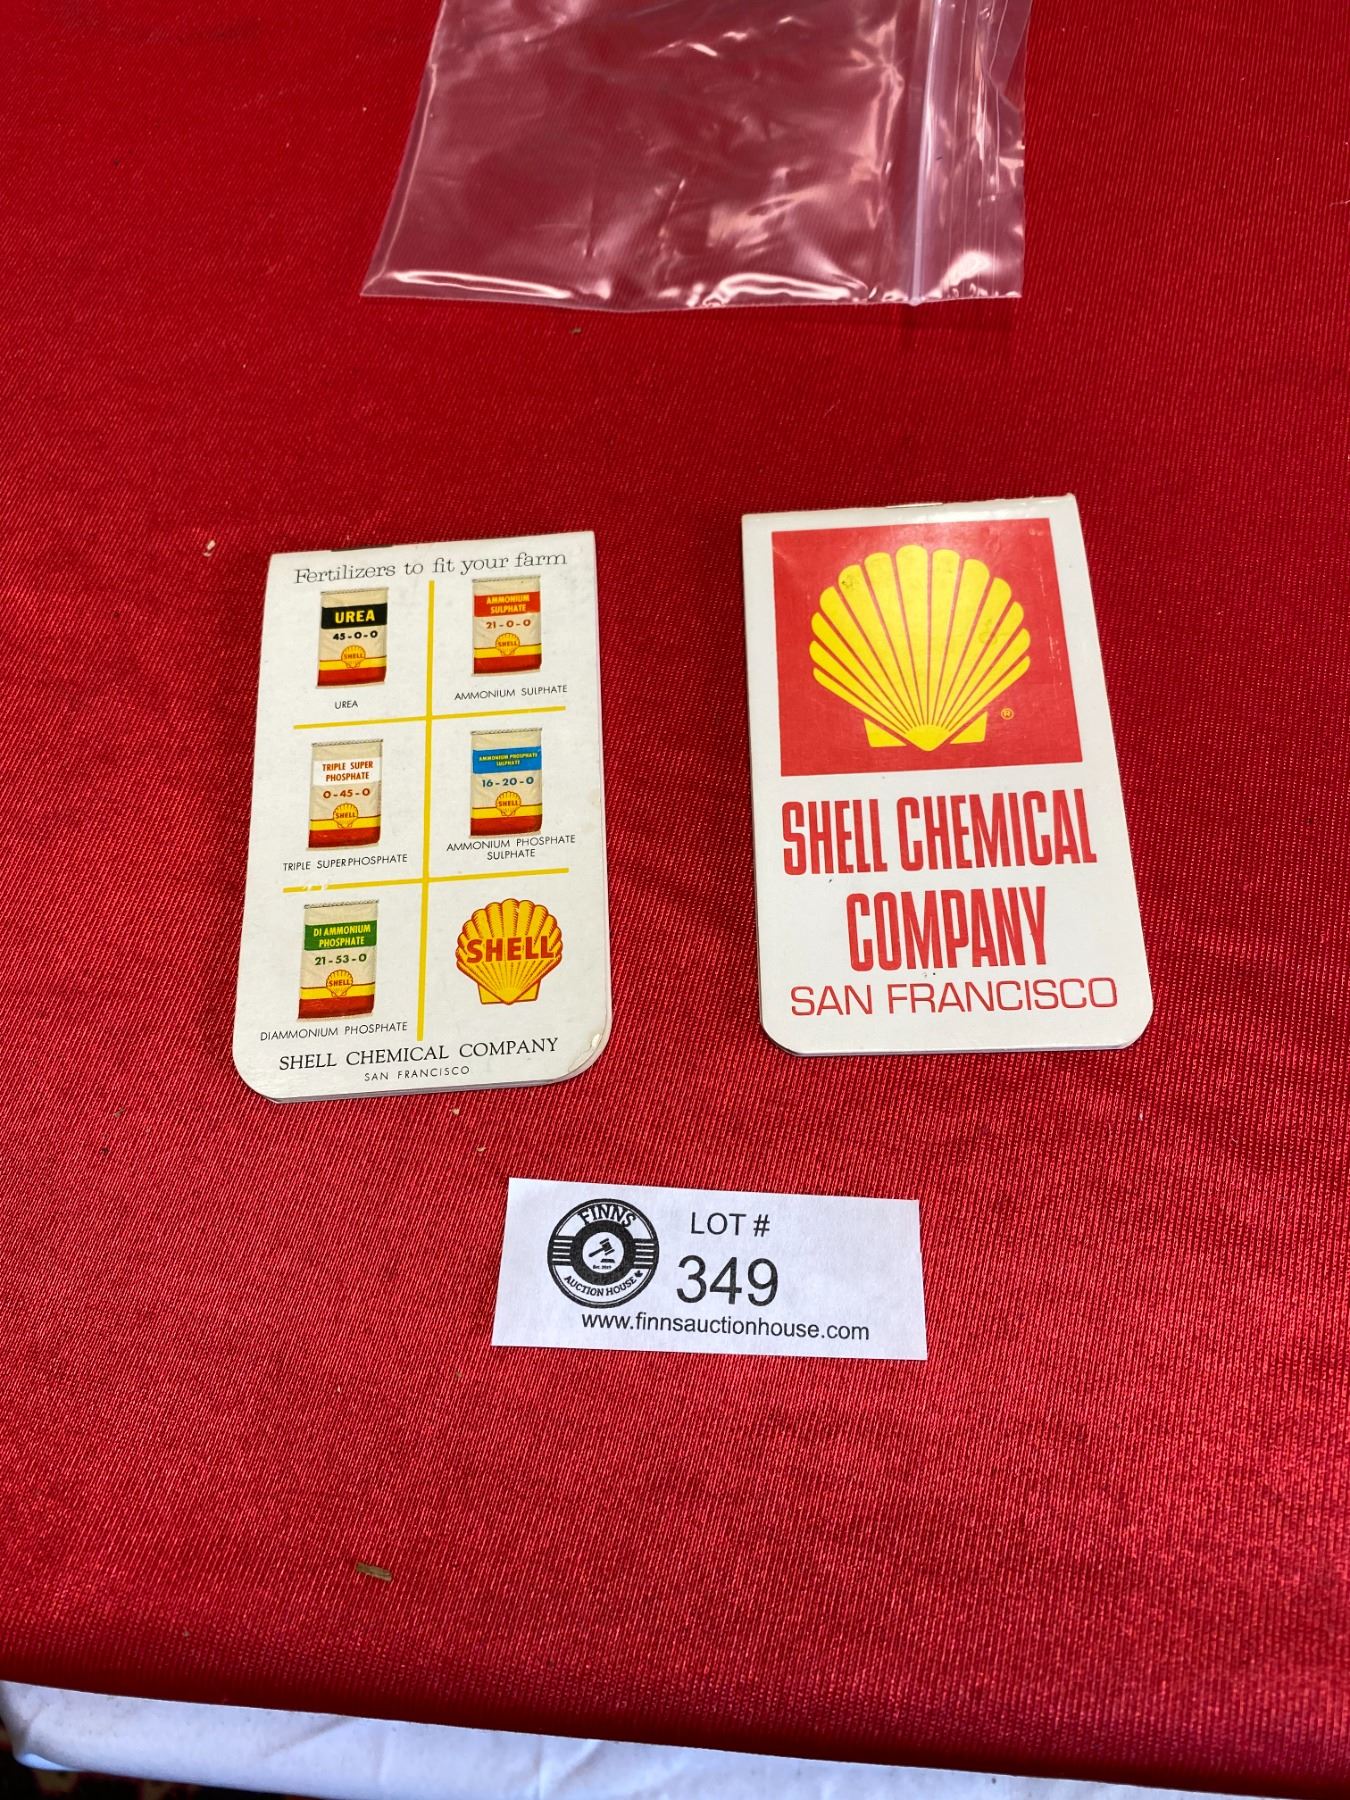 Fertilizers to fit your farm
UREA
45-0-0
SHELL
UREA
AMMONIUM
SULPHATE
21-0-0
SHELL
AMMONIUM SULPHATE
TRIPLE SUPER
PHOSPHATE
0-45-0
SHELL
TRIPLE SUPERPHOSPHATE
AMMONIUM PHOSPHATE
SULPHATE
16-20-0
SHELL
AMMONIUM PHOSPHATE
SULPHATE
DI AMMONIUM
PHOSPHATE
21-53-0
SHELL
DIAMMONIUM PHOSPHATE
SHELL
SHELL CHEMICAL COMPANY
SAN FRANCISCO
®
SHELL CHEMICAL
COMPANY
SAN FRANCISCO
FINNS
AUCTION HOUSE
LOT #
349
www.finnsauctionhouse.com